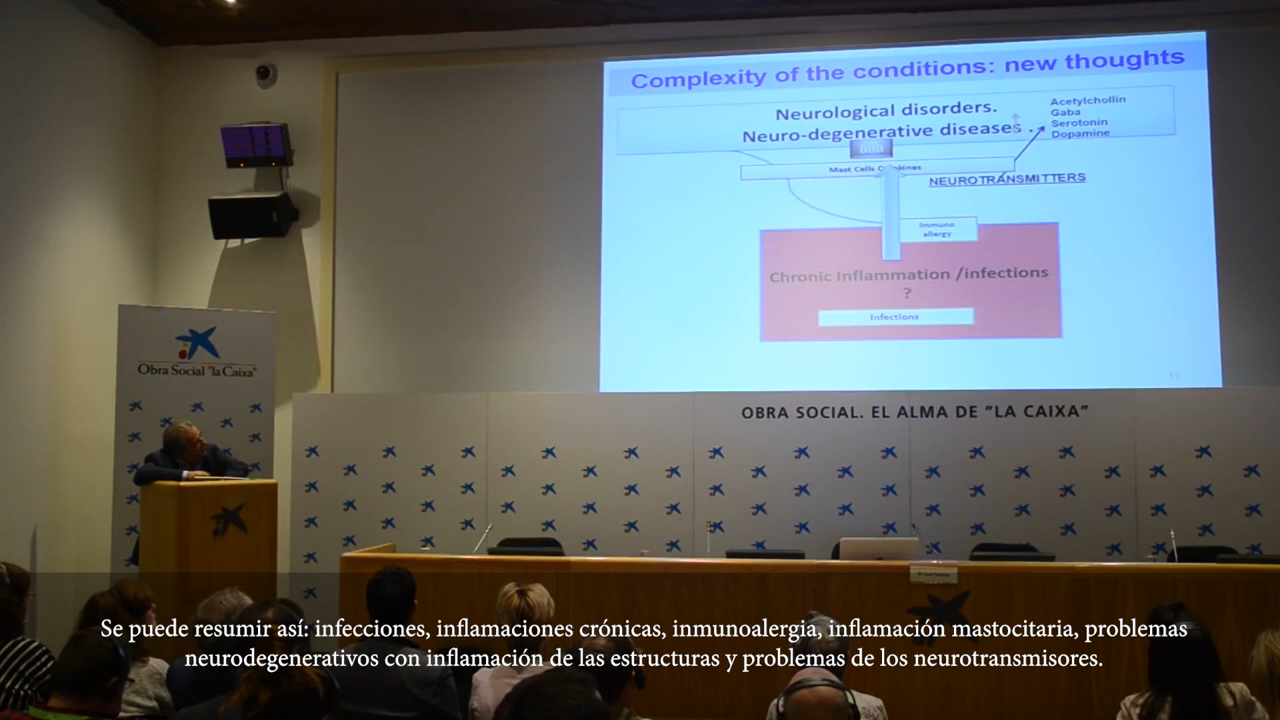 Complexity of the conditions: new thoughts
Neurological disorders.
Neuro-degenerative diseases .
Acetylchollin
Gaba
Serotonin
Dopamine
BBB
Mast Cells
NEUROTRANSMITTERS
Immuno
allergy
Chronic Inflammation /infections
?
Infections
15
Obra Social "la Caixa"
OBRA SOCIAL. EL ALMA DE "LA CAIXA"
Se puede resumir así: infecciones, inflamaciones crónicas, inmunoalergia, inflamación mastocitaria, problemas
neurodegenerativos con inflamación de las estructuras y problemas de los neurotransmisores.